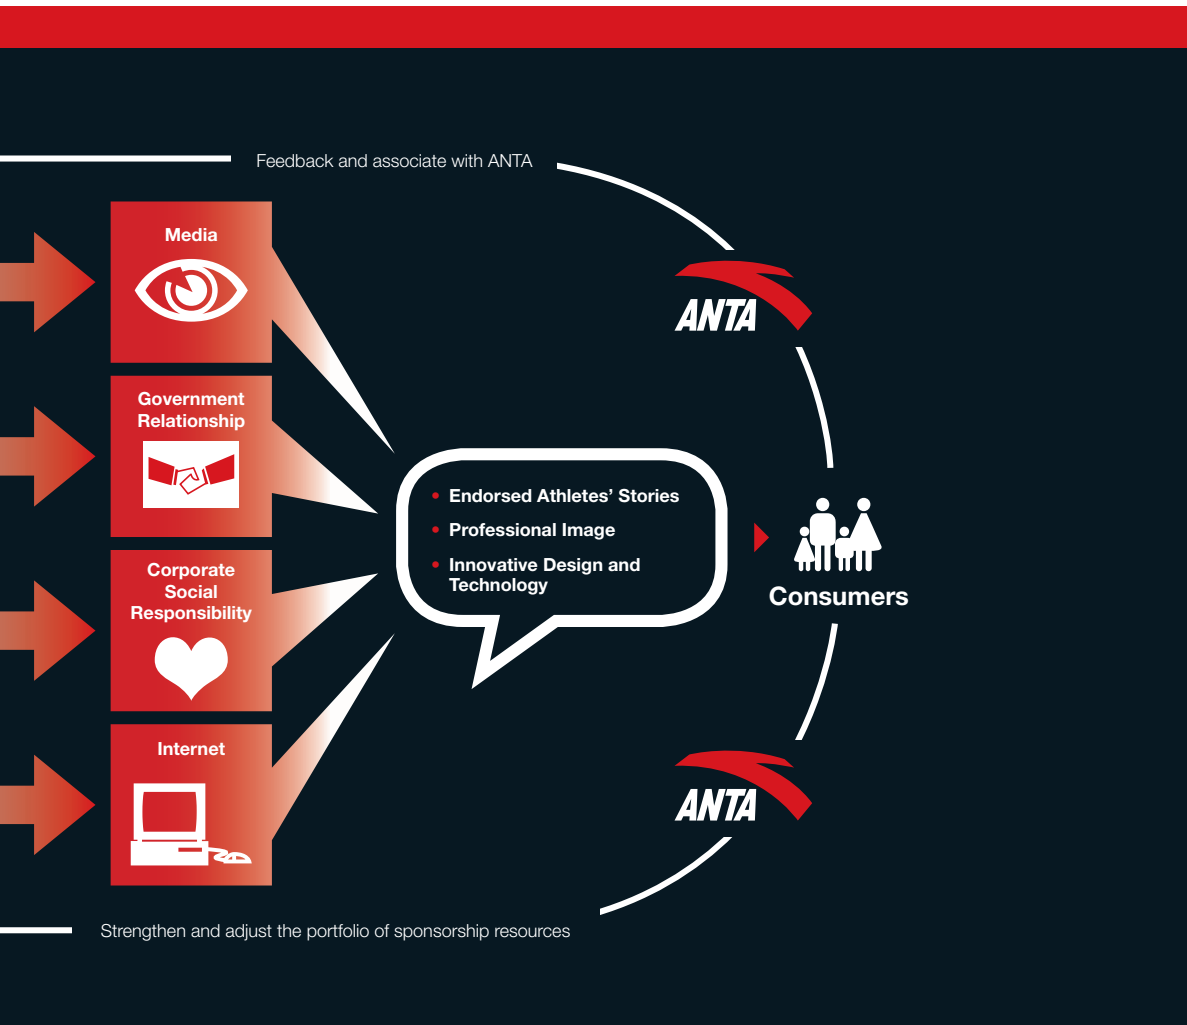 Feedback and associate with ANTA
Media
ANTA
Government
Relationship
• Endorsed Athletes’ Stories
• Professional Image
• Innovative Design and
Technology
Consumers
Corporate
Social
Responsibility
Internet
ANTA
Strengthen and adjust the portfolio of sponsorship resources